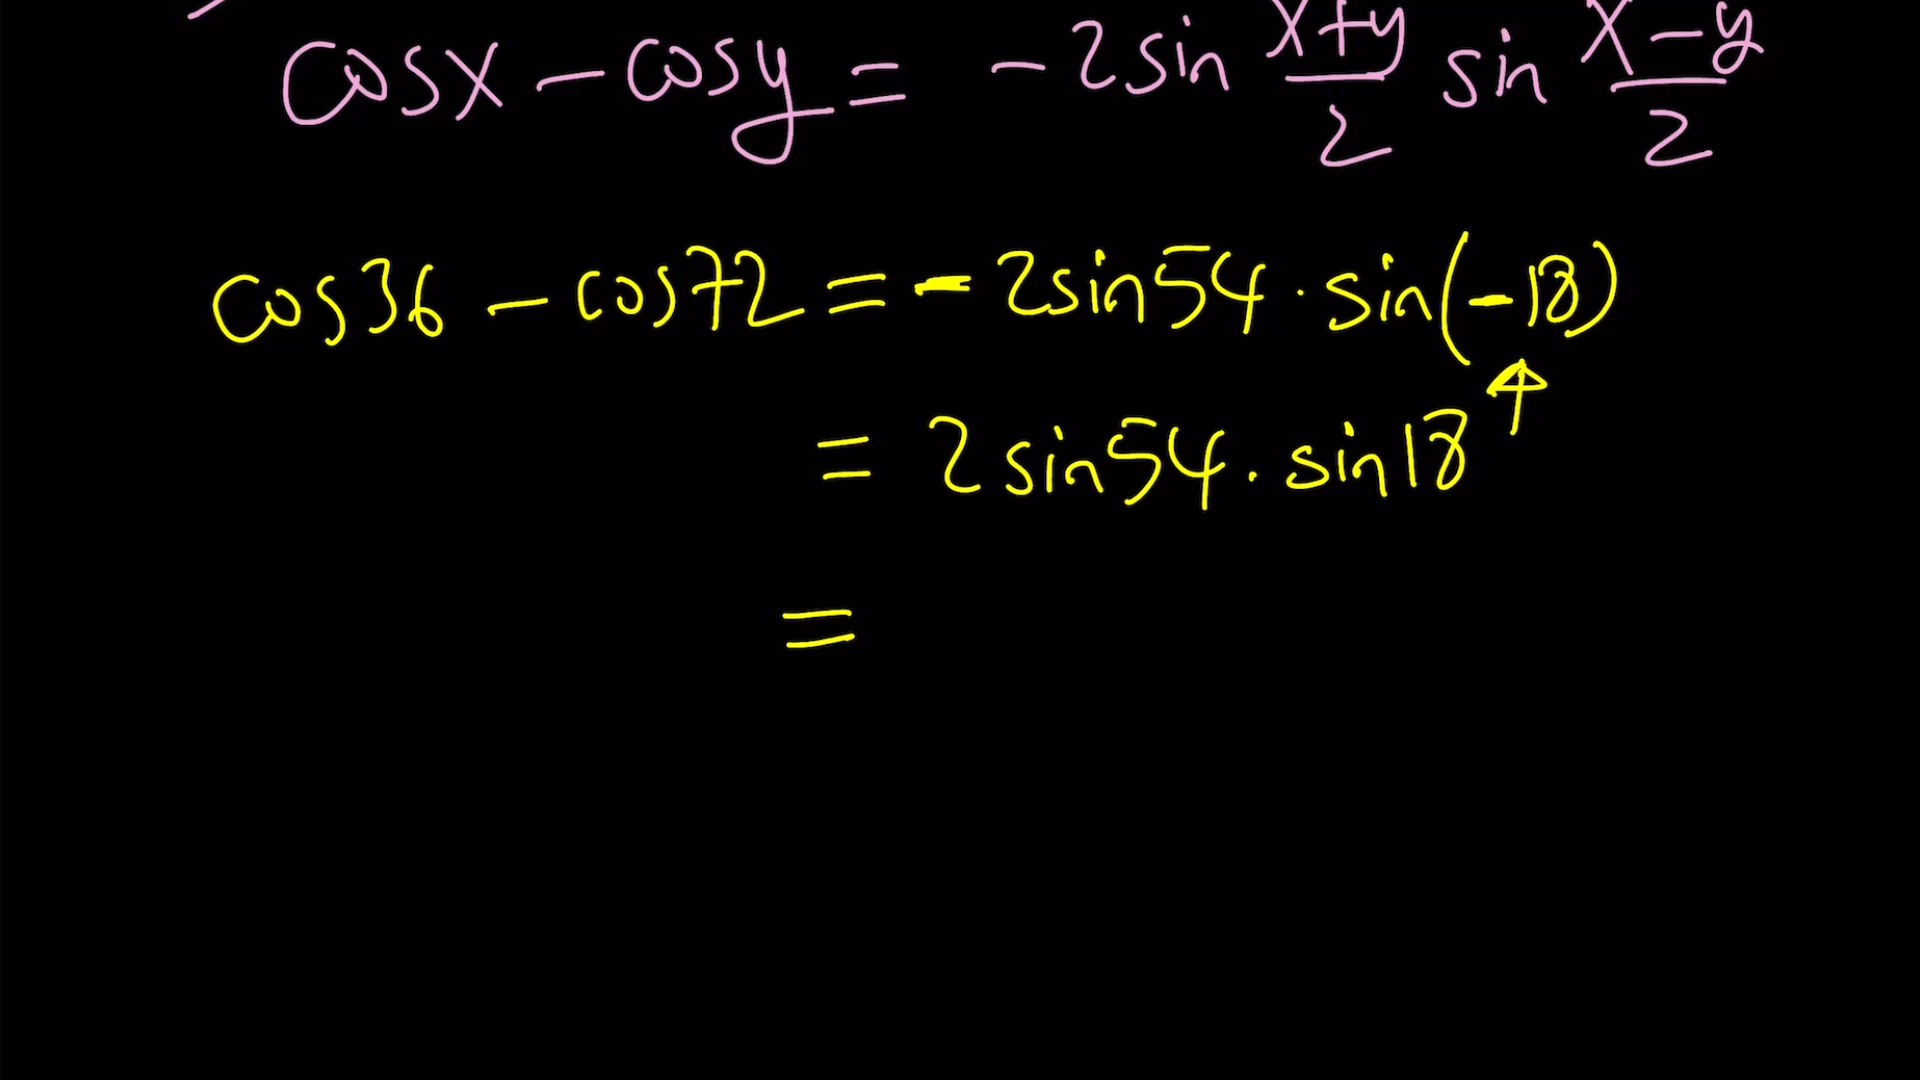 cosx - cosy = -2sin (x+y)/2 sin (x-y)/2
cos36 - cos72 = -2sin54 · sin(-18)
= 2sin54 · sin18
=